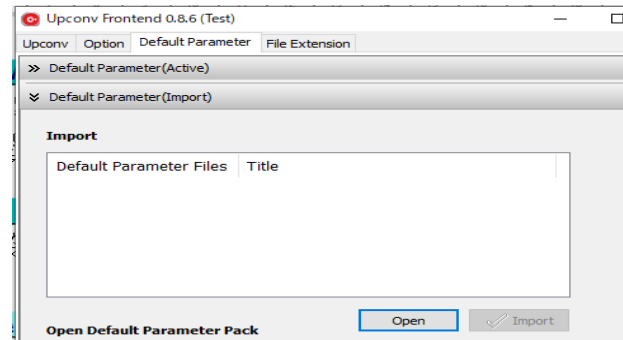 Upconv Frontend 0.8.6 (Test)
Upconv Option Default Parameter File Extension
Default Parameter(Active)
Default Parameter(Import)
Import
Default Parameter Files Title
Open Import
Open Default Parameter Pack